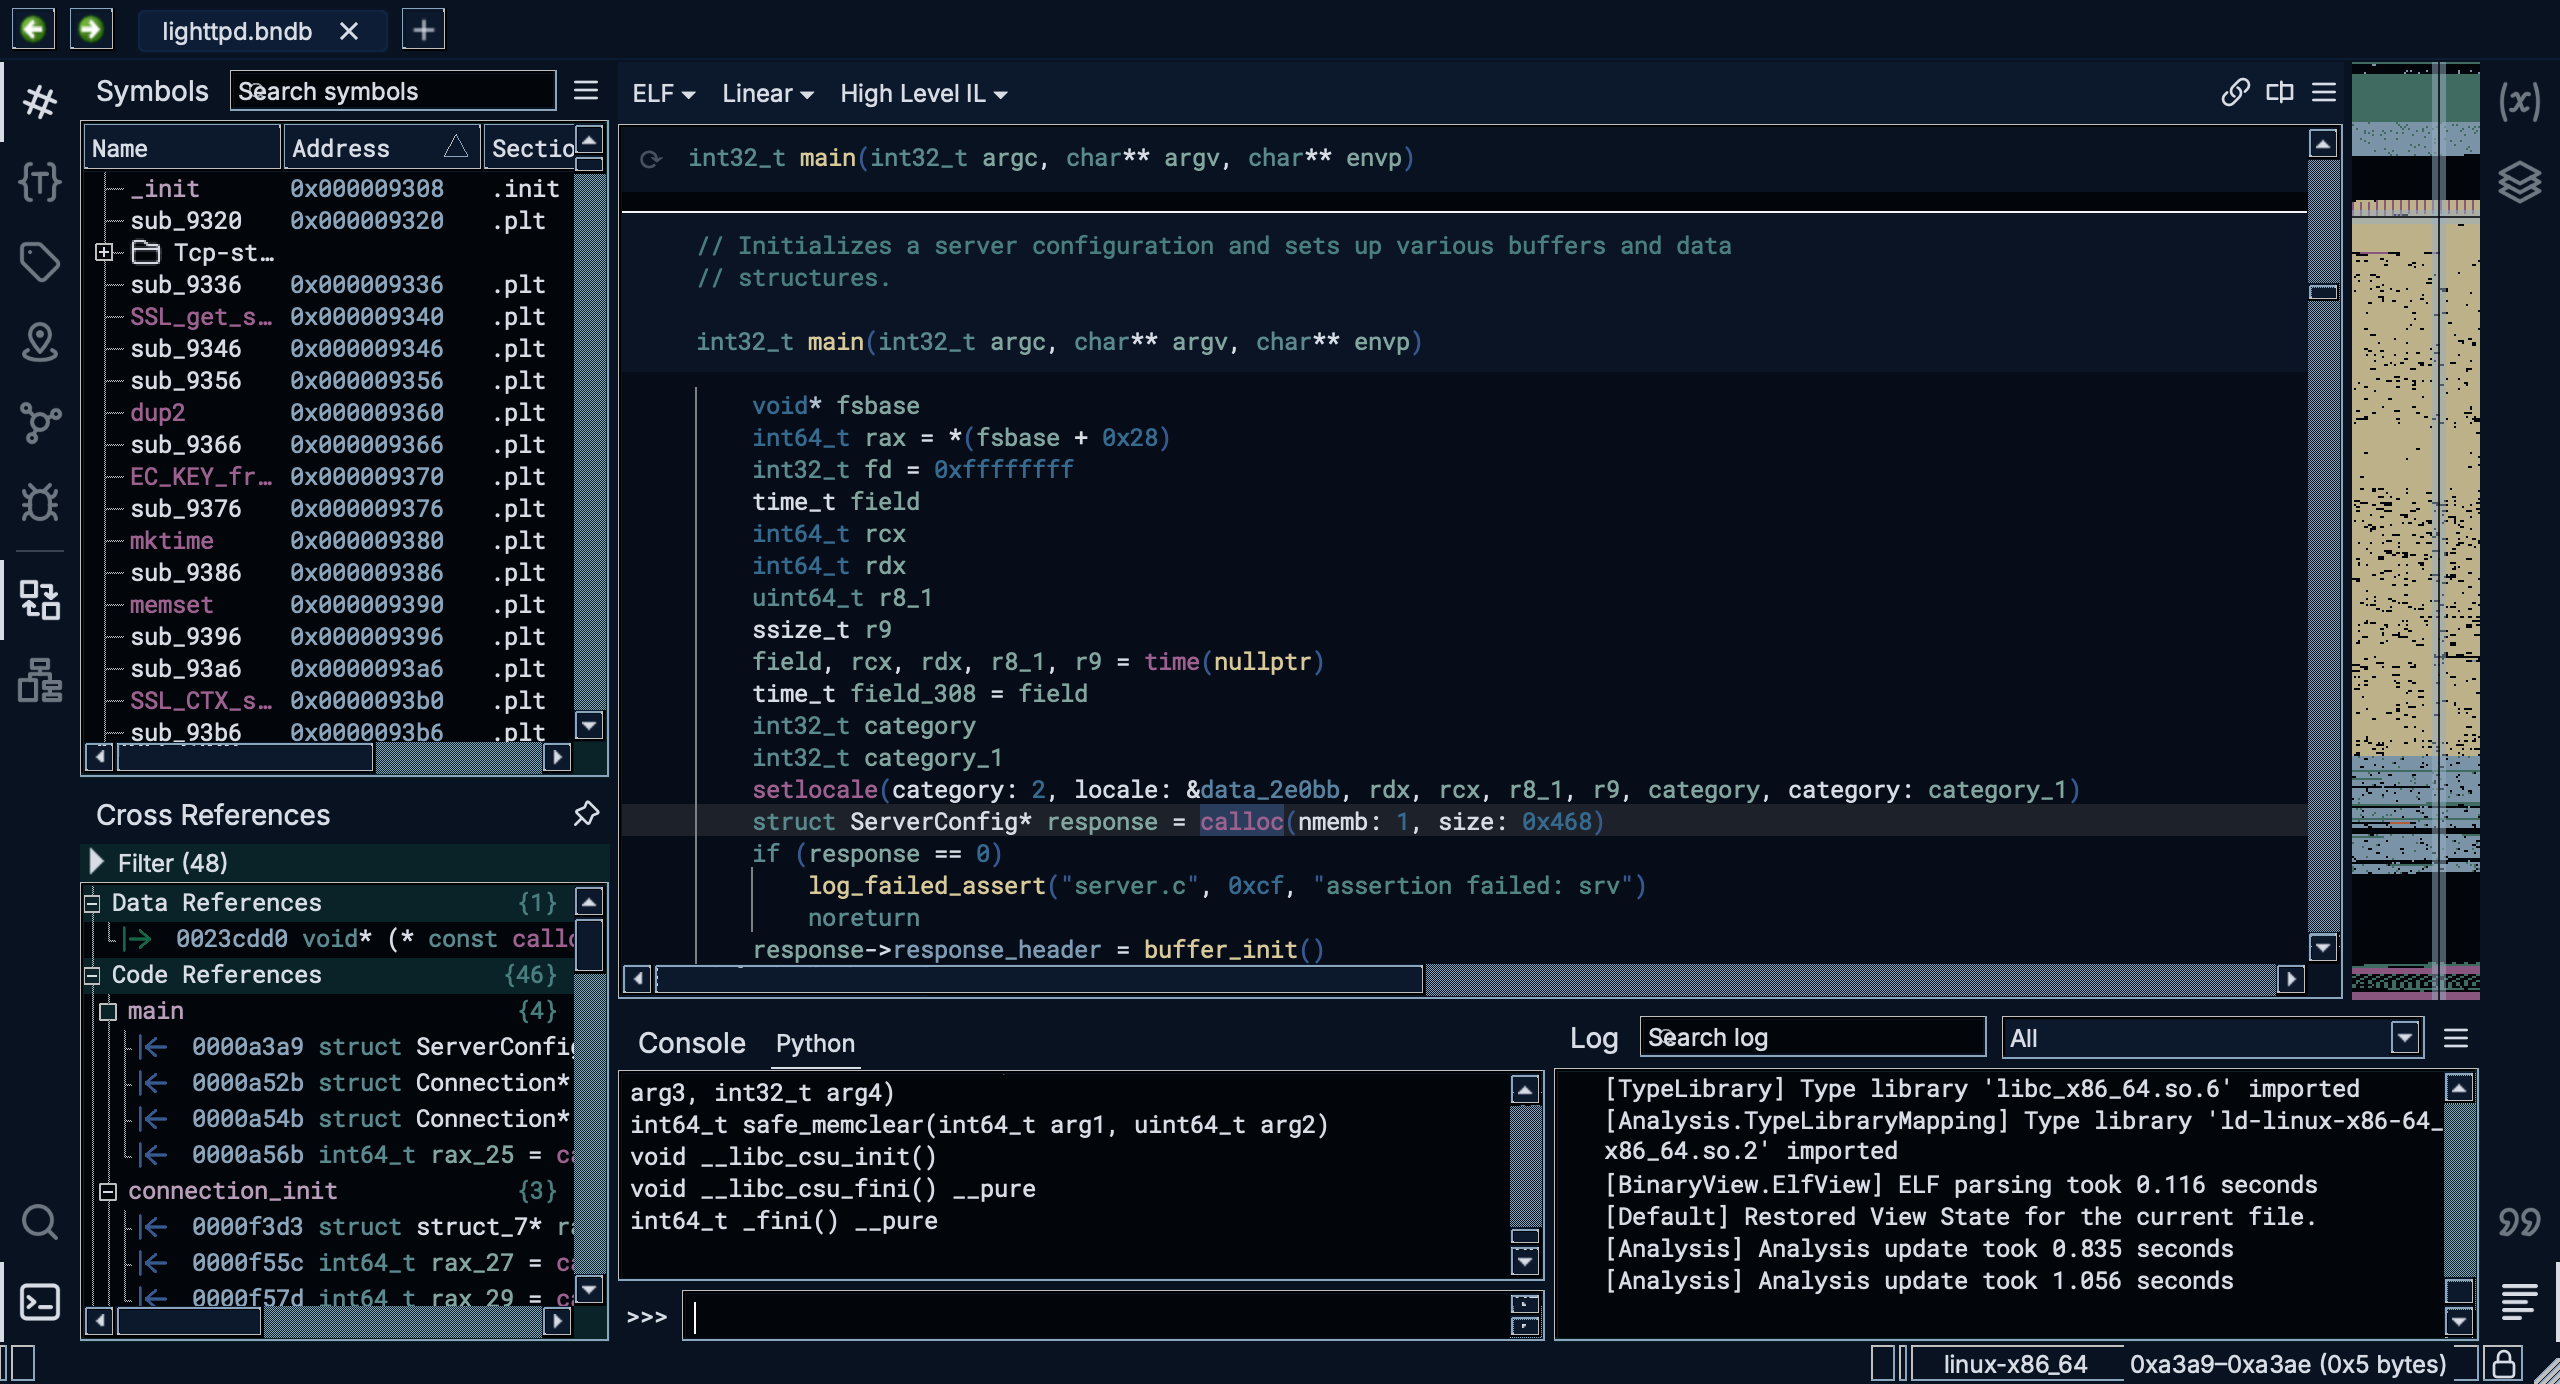 lighttpd.bndb
Symbols
Search symbols
Name Address Sectio
_init 0x000009308 .init
sub_9320 0x000009320 .plt
Tcp-st…
sub_9336 0x000009336 .plt
SSL_get_s… 0x000009340 .plt
sub_9346 0x000009346 .plt
sub_9356 0x000009356 .plt
dup2 0x000009360 .plt
sub_9366 0x000009366 .plt
EC_KEY_fr… 0x000009370 .plt
sub_9376 0x000009376 .plt
mktime 0x000009380 .plt
sub_9386 0x000009386 .plt
memset 0x000009390 .plt
sub_9396 0x000009396 .plt
sub_93a6 0x0000093a6 .plt
SSL_CTX_s… 0x0000093b0 .plt
sub_93b6 0x0000093b6 .plt
Cross References
Filter (48)
Data References {1}
0023cdd0 void* (* const callo
Code References {46}
main {4}
0000a3a9 struct ServerConfig
0000a52b struct Connection*
0000a54b struct Connection*
0000a56b int64_t rax_25 = ca
connection_init {3}
0000f3d3 struct struct_7* ra
0000f55c int64_t rax_27 = ca
0000f57d int64_t rax_29 = ca
ELF Linear High Level IL
int32_t main(int32_t argc, char** argv, char** envp)
// Initializes a server configuration and sets up various buffers and data
// structures.
int32_t main(int32_t argc, char** argv, char** envp)
void* fsbase
int64_t rax = *(fsbase + 0x28)
int32_t fd = 0xffffffff
time_t field
int64_t rcx
int64_t rdx
uint64_t r8_1
ssize_t r9
field, rcx, rdx, r8_1, r9 = time(nullptr)
time_t field_308 = field
int32_t category
int32_t category_1
setlocale(category: 2, locale: &data_2e0bb, rdx, rcx, r8_1, r9, category, category: category_1)
struct ServerConfig* response = calloc(nmemb: 1, size: 0x468)
if (response == 0)
log_failed_assert("server.c", 0xcf, "assertion failed: srv")
noreturn
response->response_header = buffer_init()
Console Python
arg3, int32_t arg4)
int64_t safe_memclear(int64_t arg1, uint64_t arg2)
void __libc_csu_init()
void __libc_csu_fini() __pure
int64_t _fini() __pure
>>>
Log
Search log
All
[TypeLibrary] Type library 'libc_x86_64.so.6' imported
[Analysis.TypeLibraryMapping] Type library 'ld-linux-x86-64_
x86_64.so.2' imported
[BinaryView.ElfView] ELF parsing took 0.116 seconds
[Default] Restored View State for the current file.
[Analysis] Analysis update took 0.835 seconds
[Analysis] Analysis update took 1.056 seconds
linux-x86_64 0xa3a9–0xa3ae (0x5 bytes)